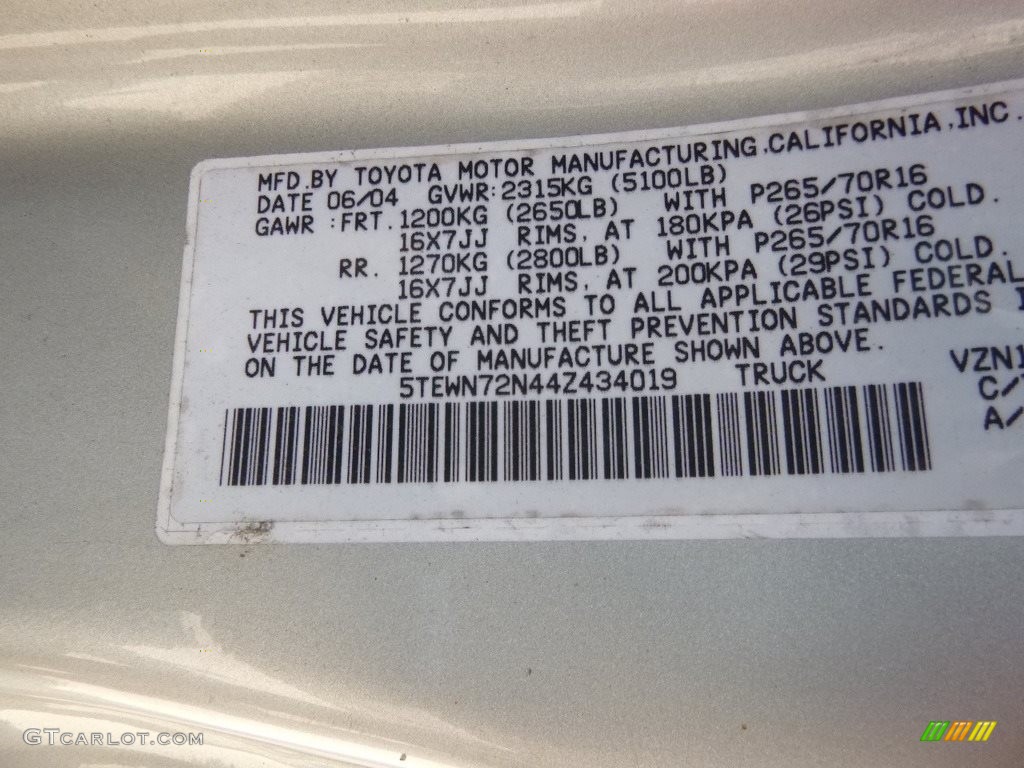 MFD.BY TOYOTA MOTOR MANUFACTURING,CALIFORNIA,INC.
DATE 06/04 GVWR:2315KG (5100LB)
GAWR :FRT. 1200KG (2650LB) WITH P265/70R16
16X7JJ RIMS, AT 180KPA (26PSI) COLD.
RR. 1270KG (2800LB) WITH P265/70R16
16X7JJ RIMS, AT 200KPA (29PSI) COLD.
THIS VEHICLE CONFORMS TO ALL APPLICABLE FEDERAL
VEHICLE SAFETY AND THEFT PREVENTION STANDARDS I
ON THE DATE OF MANUFACTURE SHOWN ABOVE.
5TEWN72N44Z434019 TRUCK VZN1
C/
A/
GTCARLOT.COM